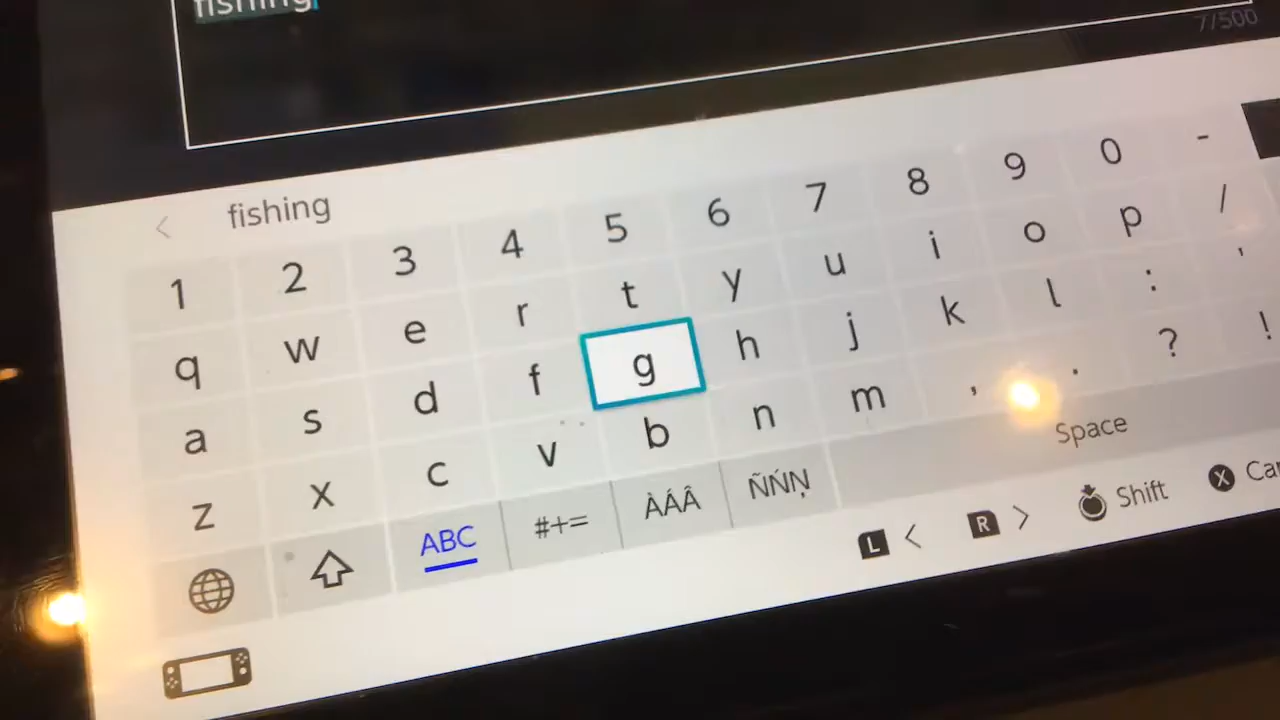 fishing
7/500
fishing
1 2 3 4 5 6 7 8 9 0 -
q w e r t y u i o p /
a s d f g h j k l : '
z x c v b n m , . ? !
ABC #+= ÀÁÂ ÑŃŅ Space
L < R > Shift X